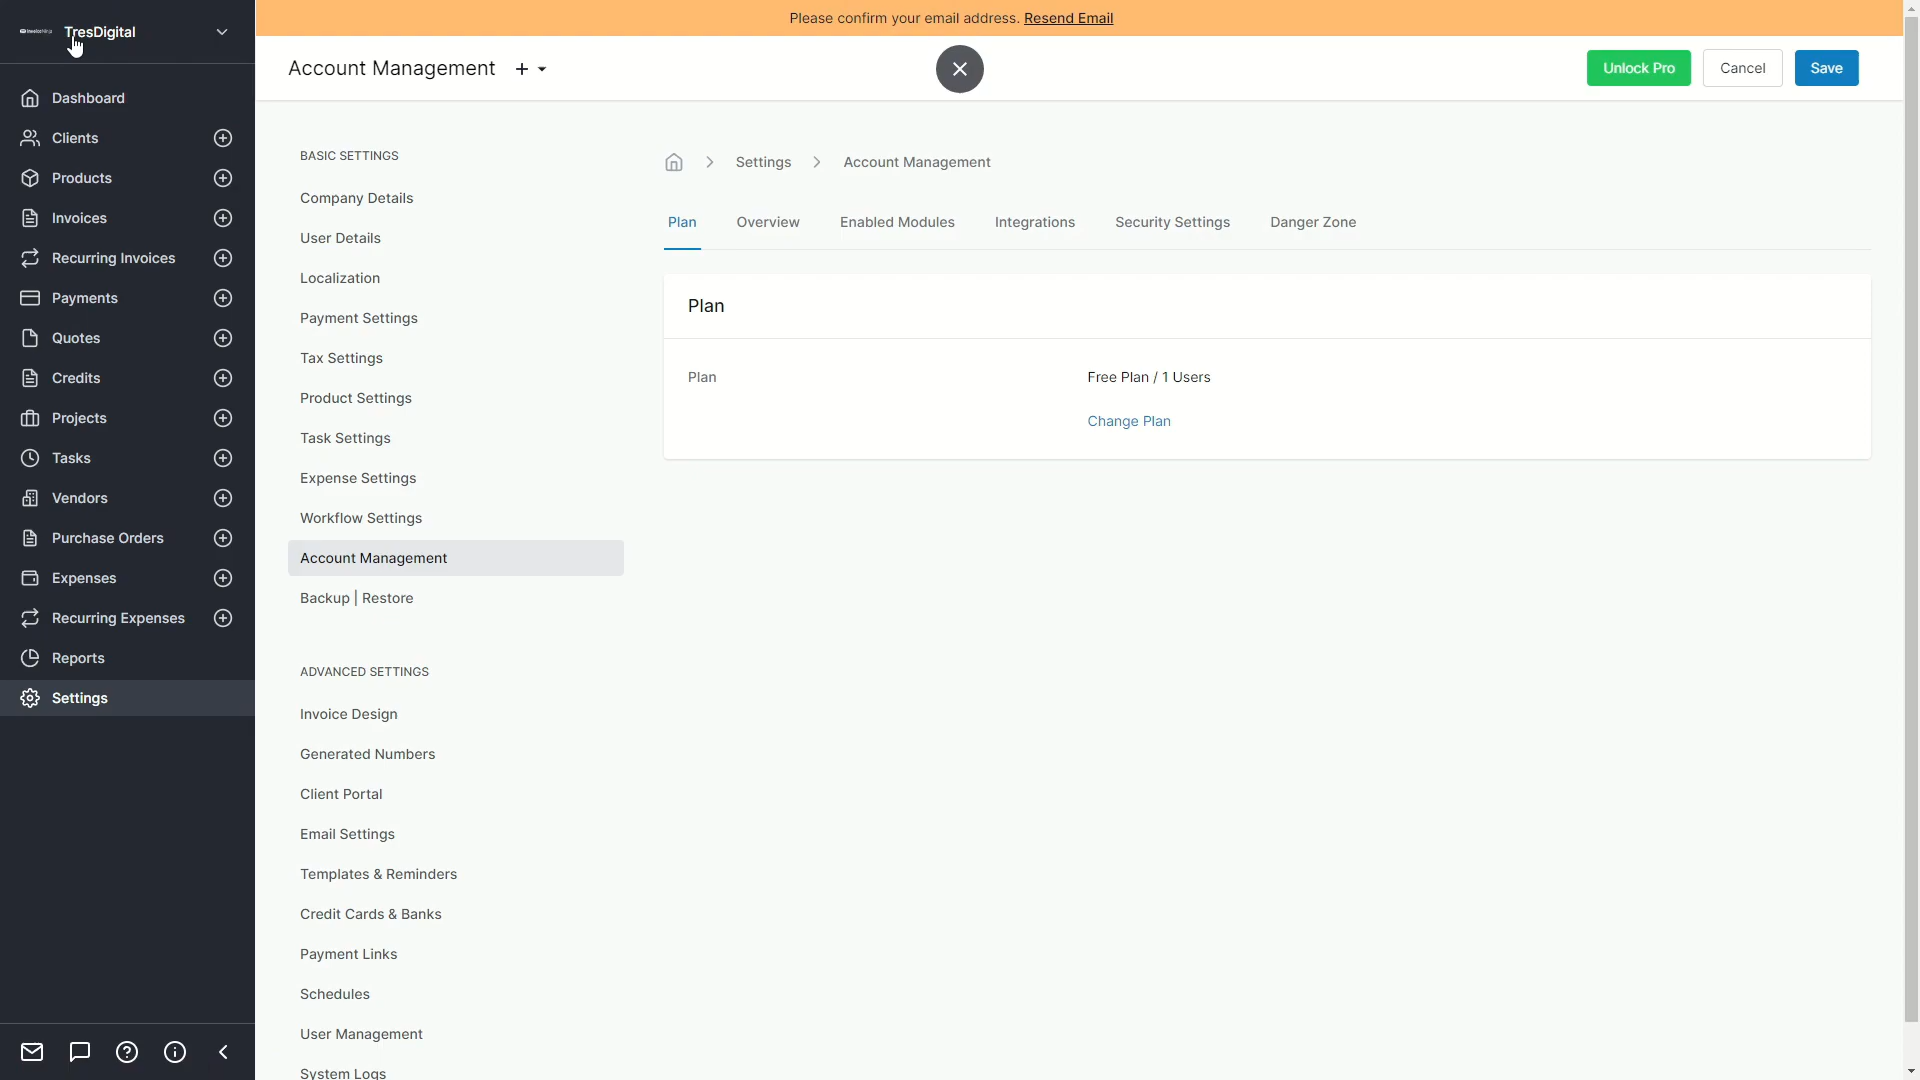 TresDigital
Please confirm your email address. Resend Email
Account Management
Unlock Pro
Cancel
Save
Dashboard
Clients
Products
Invoices
Recurring Invoices
Payments
Quotes
Credits
Projects
Tasks
Vendors
Purchase Orders
Expenses
Recurring Expenses
Reports
Settings
BASIC SETTINGS
Company Details
User Details
Localization
Payment Settings
Tax Settings
Product Settings
Task Settings
Expense Settings
Workflow Settings
Account Management
Backup | Restore
ADVANCED SETTINGS
Invoice Design
Generated Numbers
Client Portal
Email Settings
Templates & Reminders
Credit Cards & Banks
Payment Links
Schedules
User Management
System Logs
Settings
Account Management
Plan
Overview
Enabled Modules
Integrations
Security Settings
Danger Zone
Plan
Plan
Free Plan / 1 Users
Change Plan